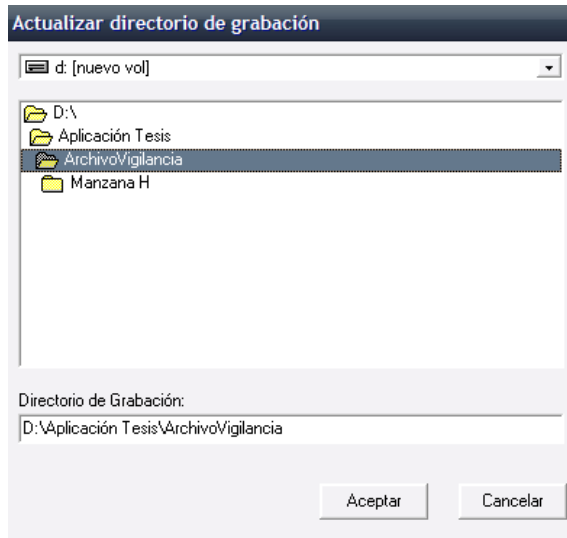 Actualizar directorio de grabación
d: [nuevo vol]
D:\
Aplicación Tesis
ArchivoVigilancia
Manzana H
Directorio de Grabación:
D:\Aplicación Tesis\ArchivoVigilancia
Aceptar Cancelar